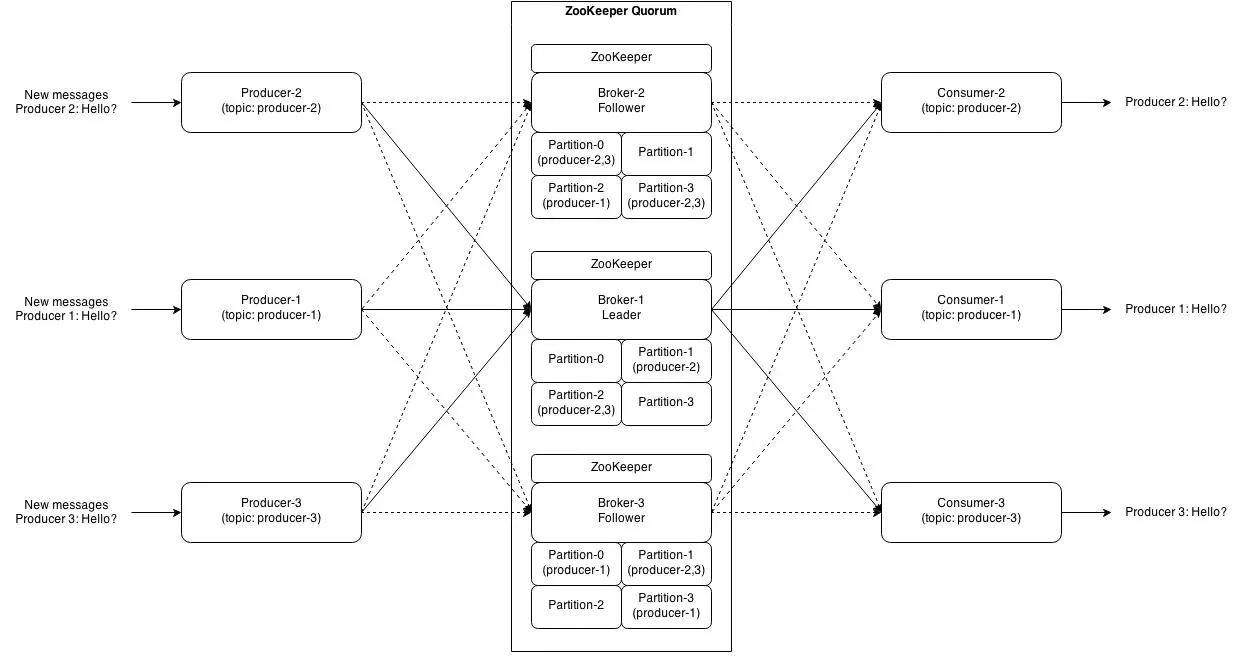 ZooKeeper Quorum
ZooKeeper
New messages
Producer 2: Hello?
Producer-2
(topic: producer-2)
Broker-2
Follower
Consumer-2
(topic: producer-2)
Producer 2: Hello?
Partition-0
(producer-2,3)
Partition-1
Partition-2
(producer-1)
Partition-3
(producer-2,3)
ZooKeeper
New messages
Producer 1: Hello?
Producer-1
(topic: producer-1)
Broker-1
Leader
Consumer-1
(topic: producer-1)
Producer 1: Hello?
Partition-0
Partition-1
(producer-2)
Partition-2
(producer-2,3)
Partition-3
ZooKeeper
New messages
Producer 3: Hello?
Producer-3
(topic: producer-3)
Broker-3
Follower
Consumer-3
(topic: producer-3)
Producer 3: Hello?
Partition-0
(producer-1)
Partition-1
(producer-2,3)
Partition-2
Partition-3
(producer-1)